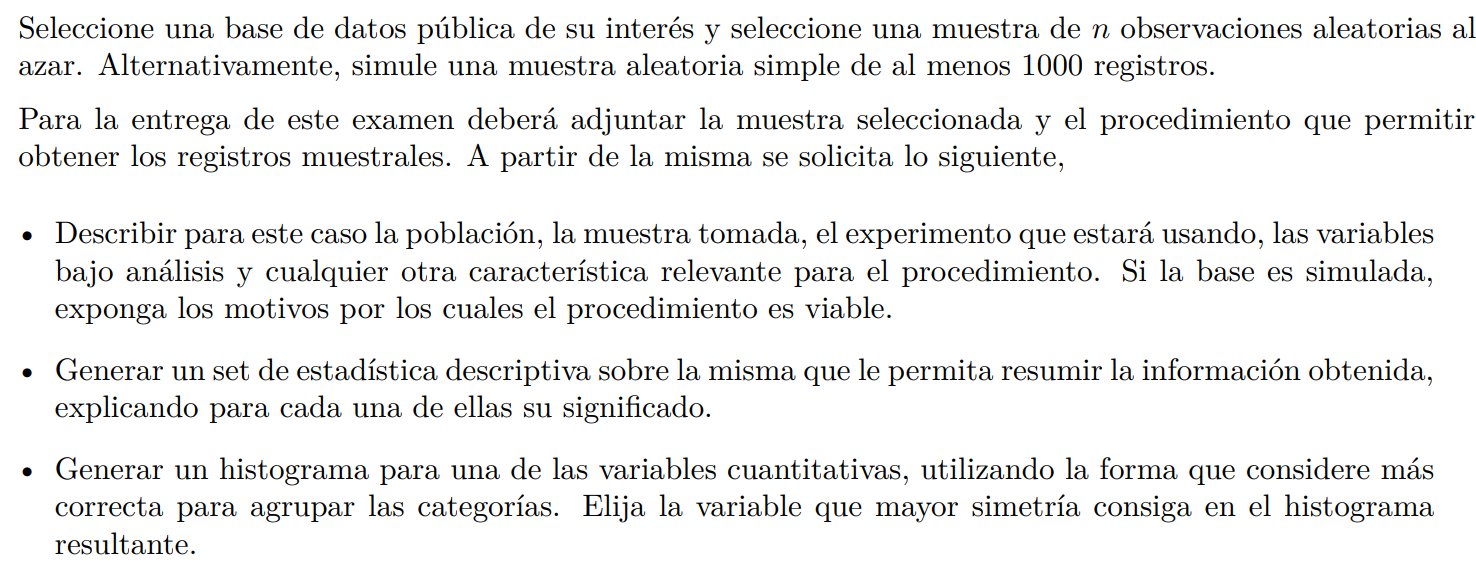 Seleccione una base de datos pública de su interés y seleccione una muestra de n observaciones aleatorias al
azar. Alternativamente, simule una muestra aleatoria simple de al menos 1000 registros.
Para la entrega de este examen deberá adjuntar la muestra seleccionada y el procedimiento que permitir
obtener los registros muestrales. A partir de la misma se solicita lo siguiente,
• Describir para este caso la población, la muestra tomada, el experimento que estará usando, las variables
bajo análisis y cualquier otra característica relevante para el procedimiento. Si la base es simulada,
exponga los motivos por los cuales el procedimiento es viable.
• Generar un set de estadística descriptiva sobre la misma que le permita resumir la información obtenida,
explicando para cada una de ellas su significado.
• Generar un histograma para una de las variables cuantitativas, utilizando la forma que considere más
correcta para agrupar las categorías. Elija la variable que mayor simetría consiga en el histograma
resultante.